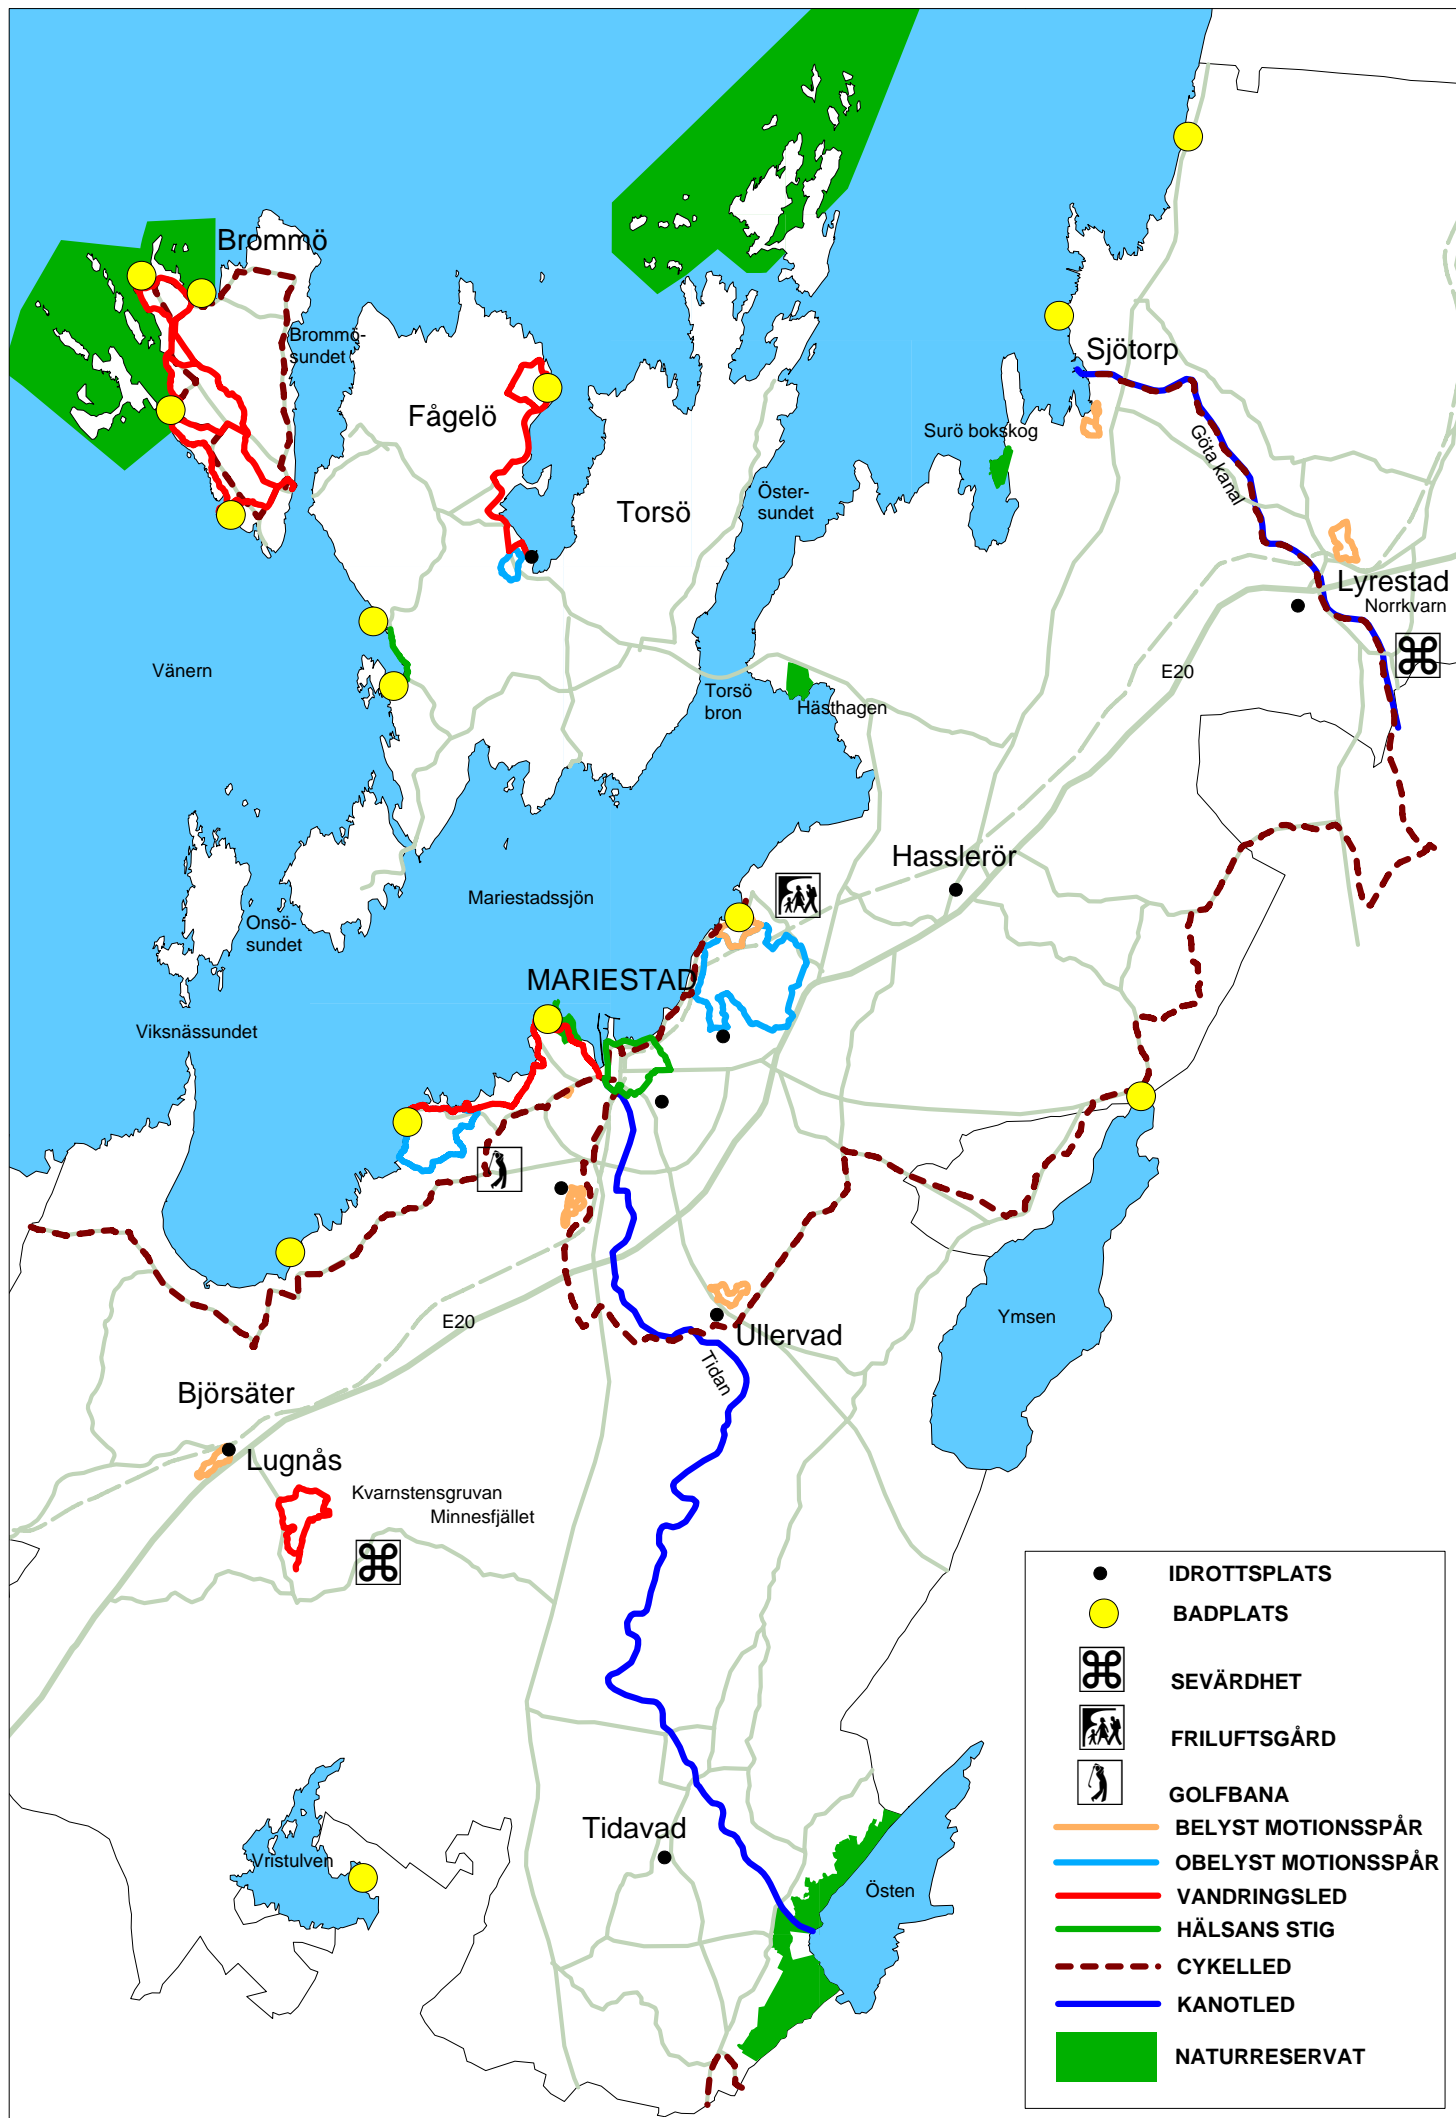 Brommö
Brommö-
sundet
Sjötorp
Fågelö
Surö bokskog
Göta kanal
Öster-
sundet
Torsö
Lyrestad
Norrkvarn
Vänern
E20
Torsö
bron
Hästhagen
Hasslerör
Mariestadssjön
Onsö-
sundet
MARIESTAD
Viksnässundet
E20
Ymsen
Ullervad
Tidan
Björsäter
Lugnås
Kvarnstensgruvan
Minnesfjället
Tidavad
Vristulven
Östen
IDROTTSPLATS
BADPLATS
SEVÄRDHET
FRILUFTSGÅRD
GOLFBANA
BELYST MOTIONSSPÅR
OBELYST MOTIONSSPÅR
VANDRINGSLED
HÄLSANS STIG
CYKELLED
KANOTLED
NATURRESERVAT